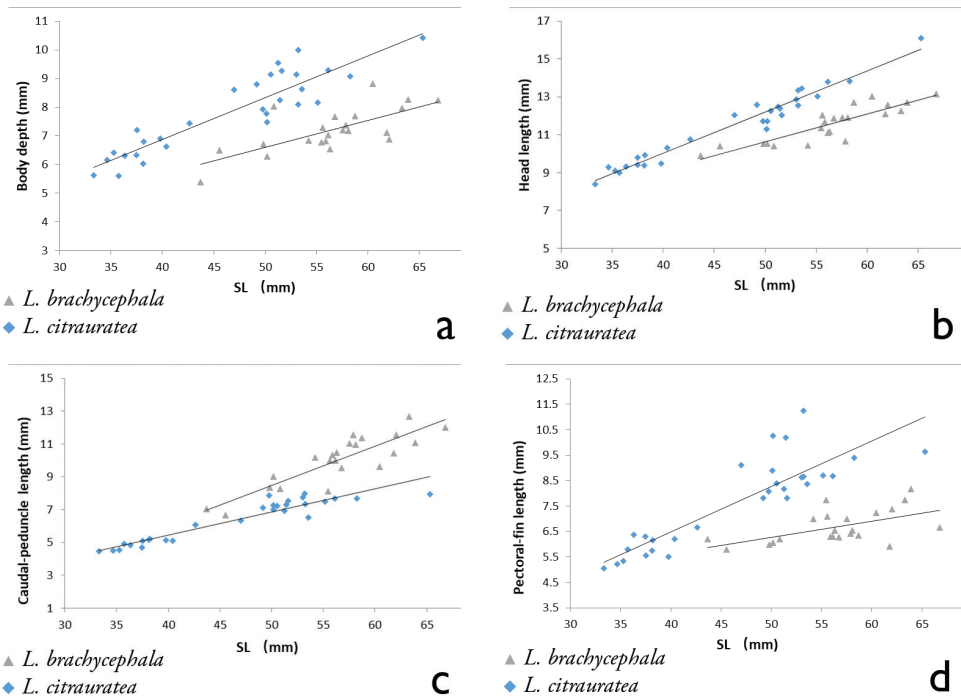 11
10
9
8
7
6
5
4
3
Body depth (mm)
30 35 40 45 50 55 60 65
SL （mm)
L. brachycephala
L. citrauratea
a
17
15
13
11
9
7
5
Head length (mm)
30 35 40 45 50 55 60 65
SL （mm)
L. brachycephala
L. citrauratea
b
15
13
11
9
7
5
3
1
Caudal-peduncle length (mm)
30 35 40 45 50 55 60 65
SL （mm)
L. brachycephala
L. citrauratea
c
12.5
11.5
10.5
9.5
8.5
7.5
6.5
5.5
4.5
3.5
Pectoral-fin length (mm)
30 35 40 45 50 55 60 65
SL （mm)
L. brachycephala
L. citrauratea
d